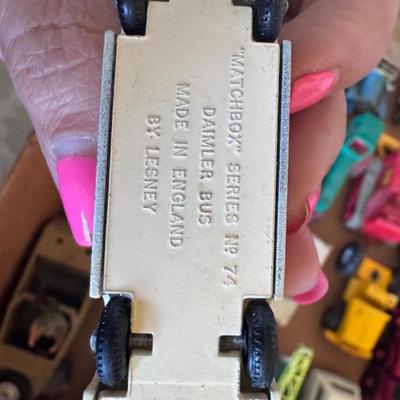 "MATCHBOX" SERIES Nº 74
DAIMLER BUS
MADE IN ENGLAND
BY LESNEY